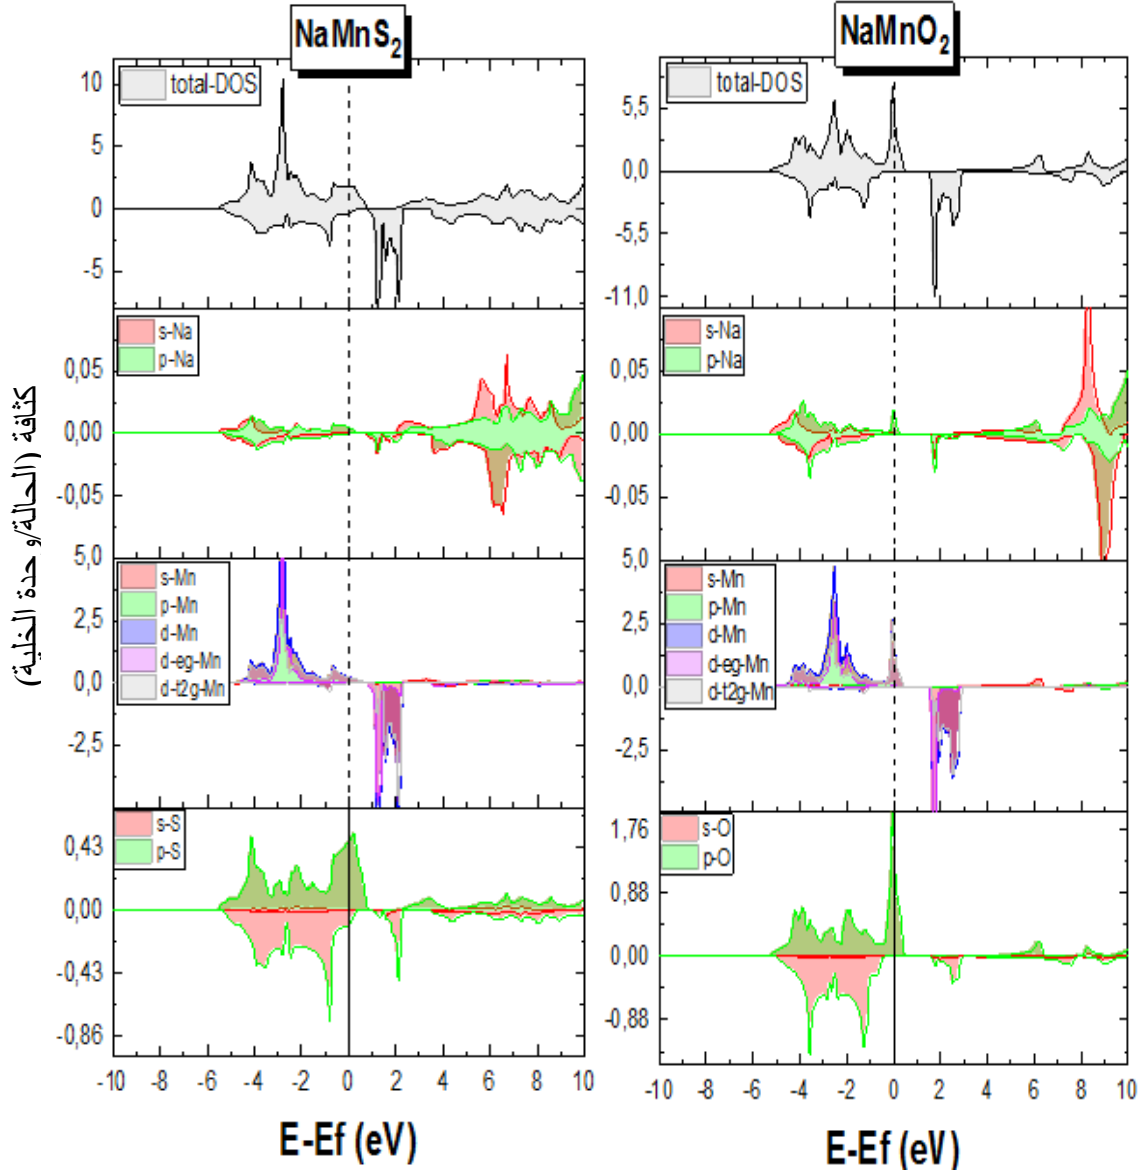 NaMnS2
NaMnO2
total-DOS
10
5
0
-5
total-DOS
5,5
0,0
-5,5
-11,0
s-Na
p-Na
0,05
0,00
-0,05
s-Na
p-Na
0,05
0,00
-0,05
كثافة (الحالة/وحدة الخلية)
5,0
2,5
0,0
-2,5
s-Mn
p-Mn
d-Mn
d-eg-Mn
d-t2g-Mn
5,0
2,5
0,0
-2,5
s-Mn
p-Mn
d-Mn
d-eg-Mn
d-t2g-Mn
s-S
p-S
0,43
0,00
-0,43
-0,86
s-O
p-O
1,76
0,88
0,00
-0,88
-10 -8 -6 -4 -2 0 2 4 6 8 10
-10 -8 -6 -4 -2 0 2 4 6 8 10
E-Ef (eV)
E-Ef (eV)